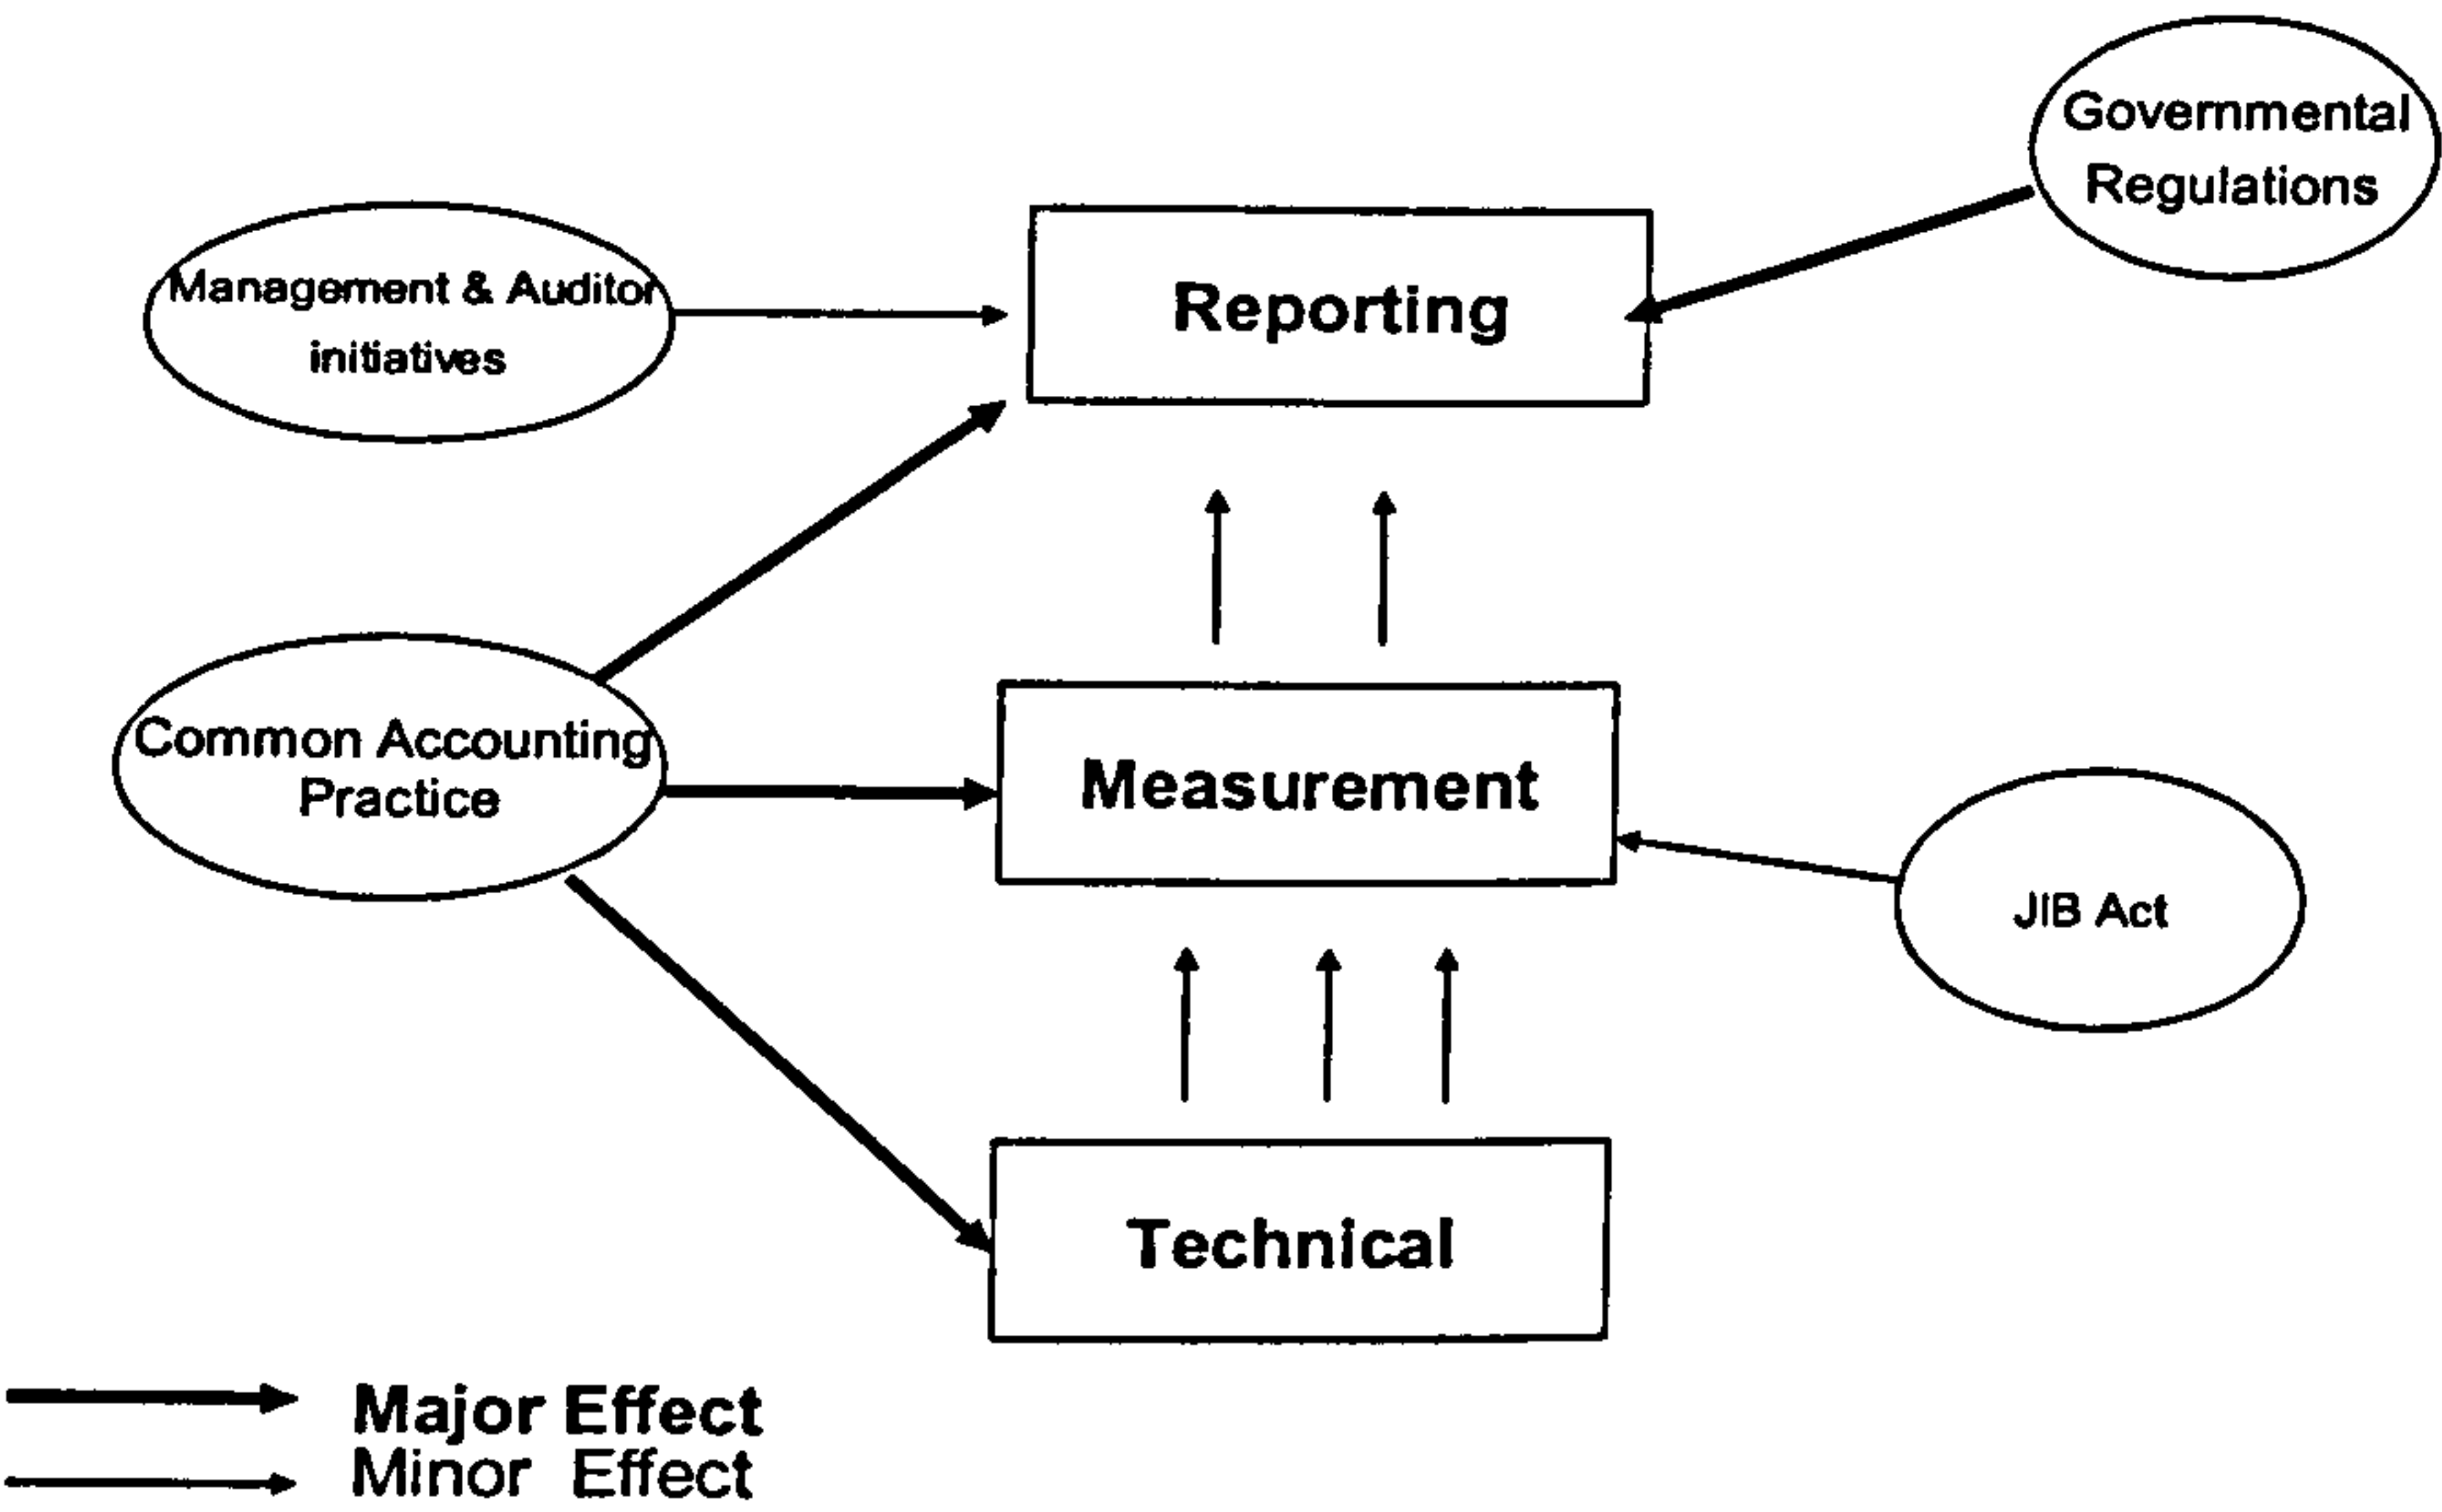 Governmental
Regulations
Management & Auditor
initiatives
Reporting
Common Accounting
Practice
Measurement
JIB Act
Technical
Major Effect
Minor Effect